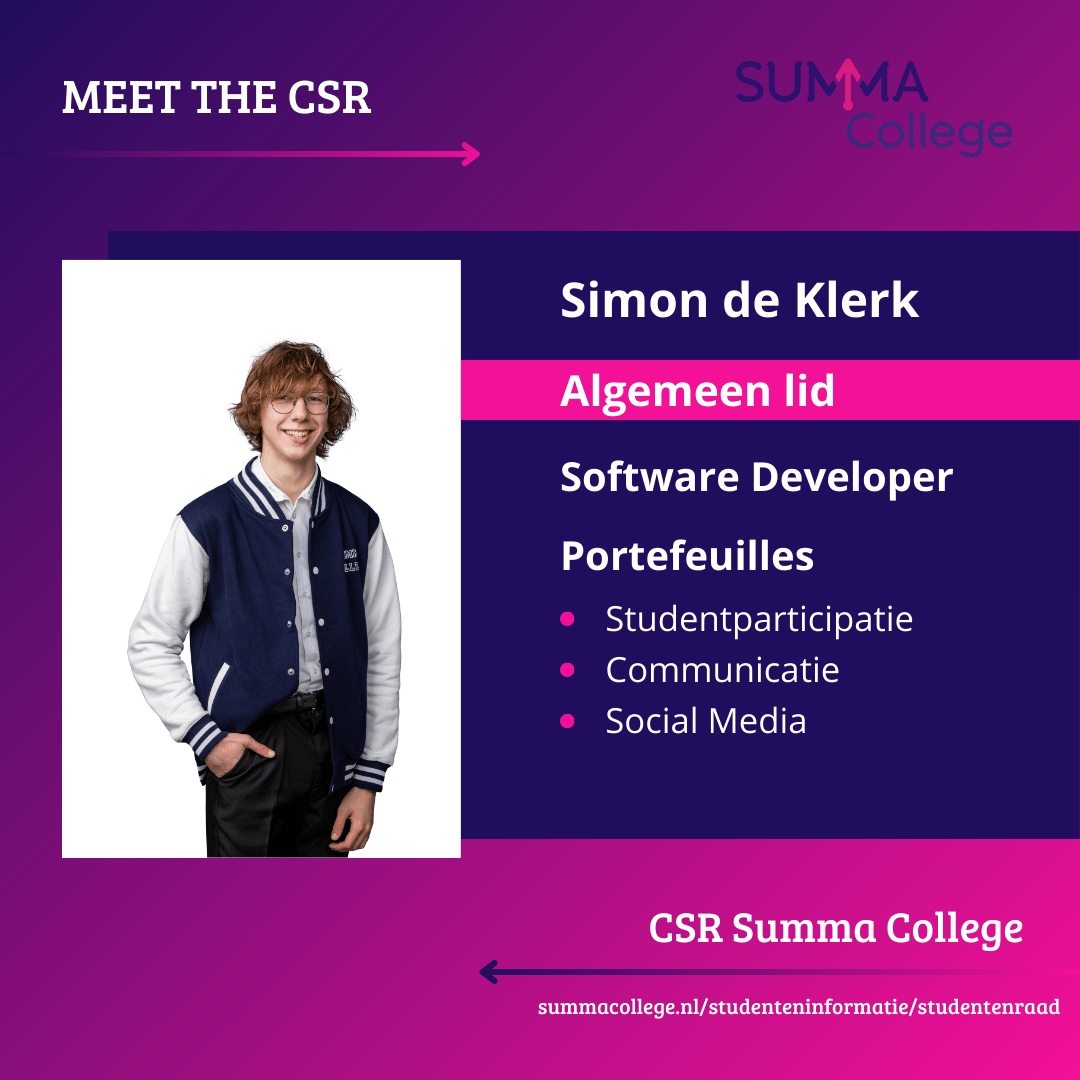 MEET THE CSR
SUMMA
College
Simon de Klerk
Algemeen lid
Software Developer
Portefeuilles
Studentparticipatie
Communicatie
Social Media
CSR Summa College
summacollege.nl/studenteninformatie/studentenraad